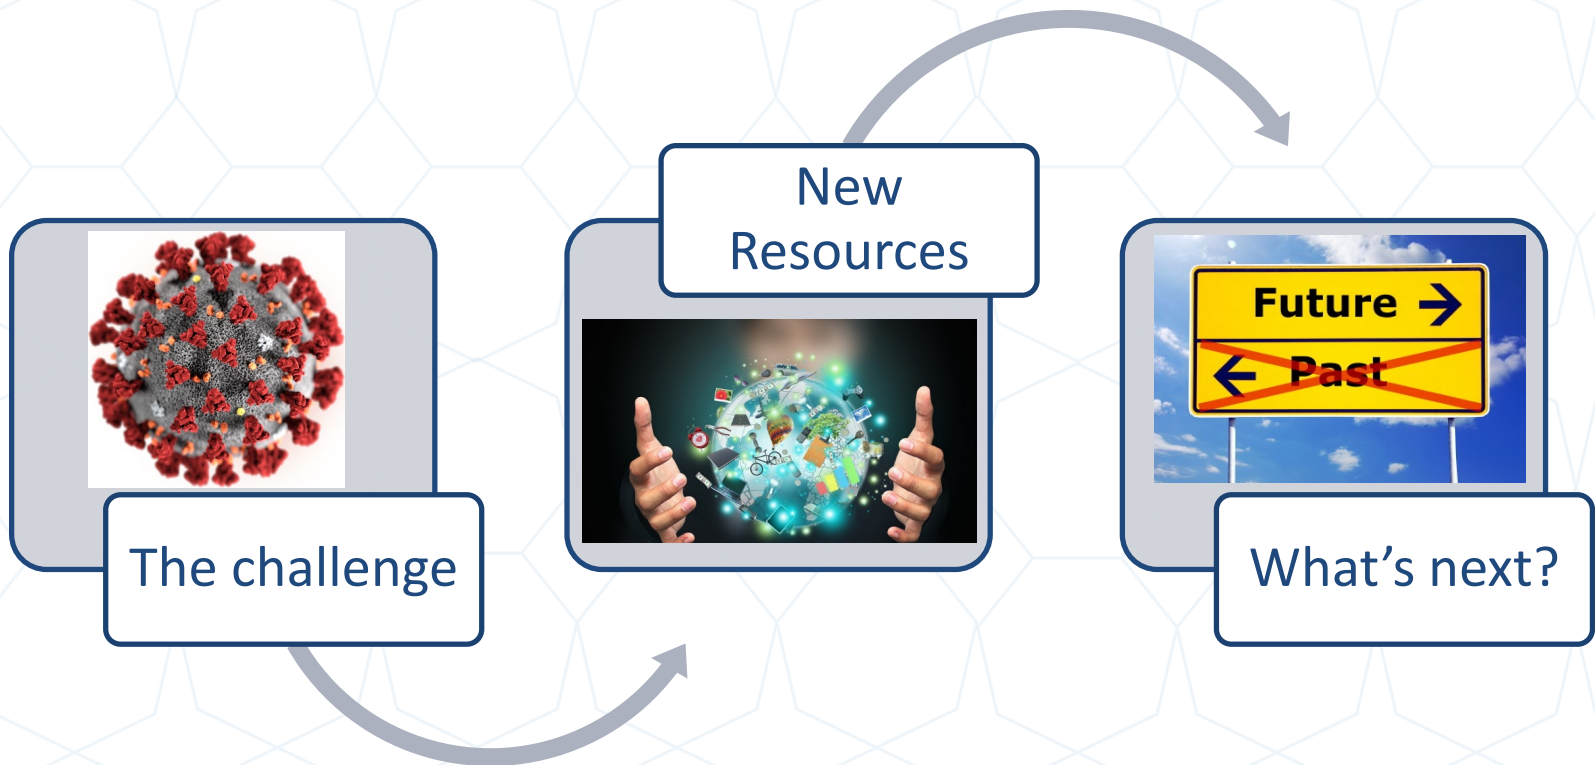 The challenge
New
Resources
Future →
← Past
What’s next?